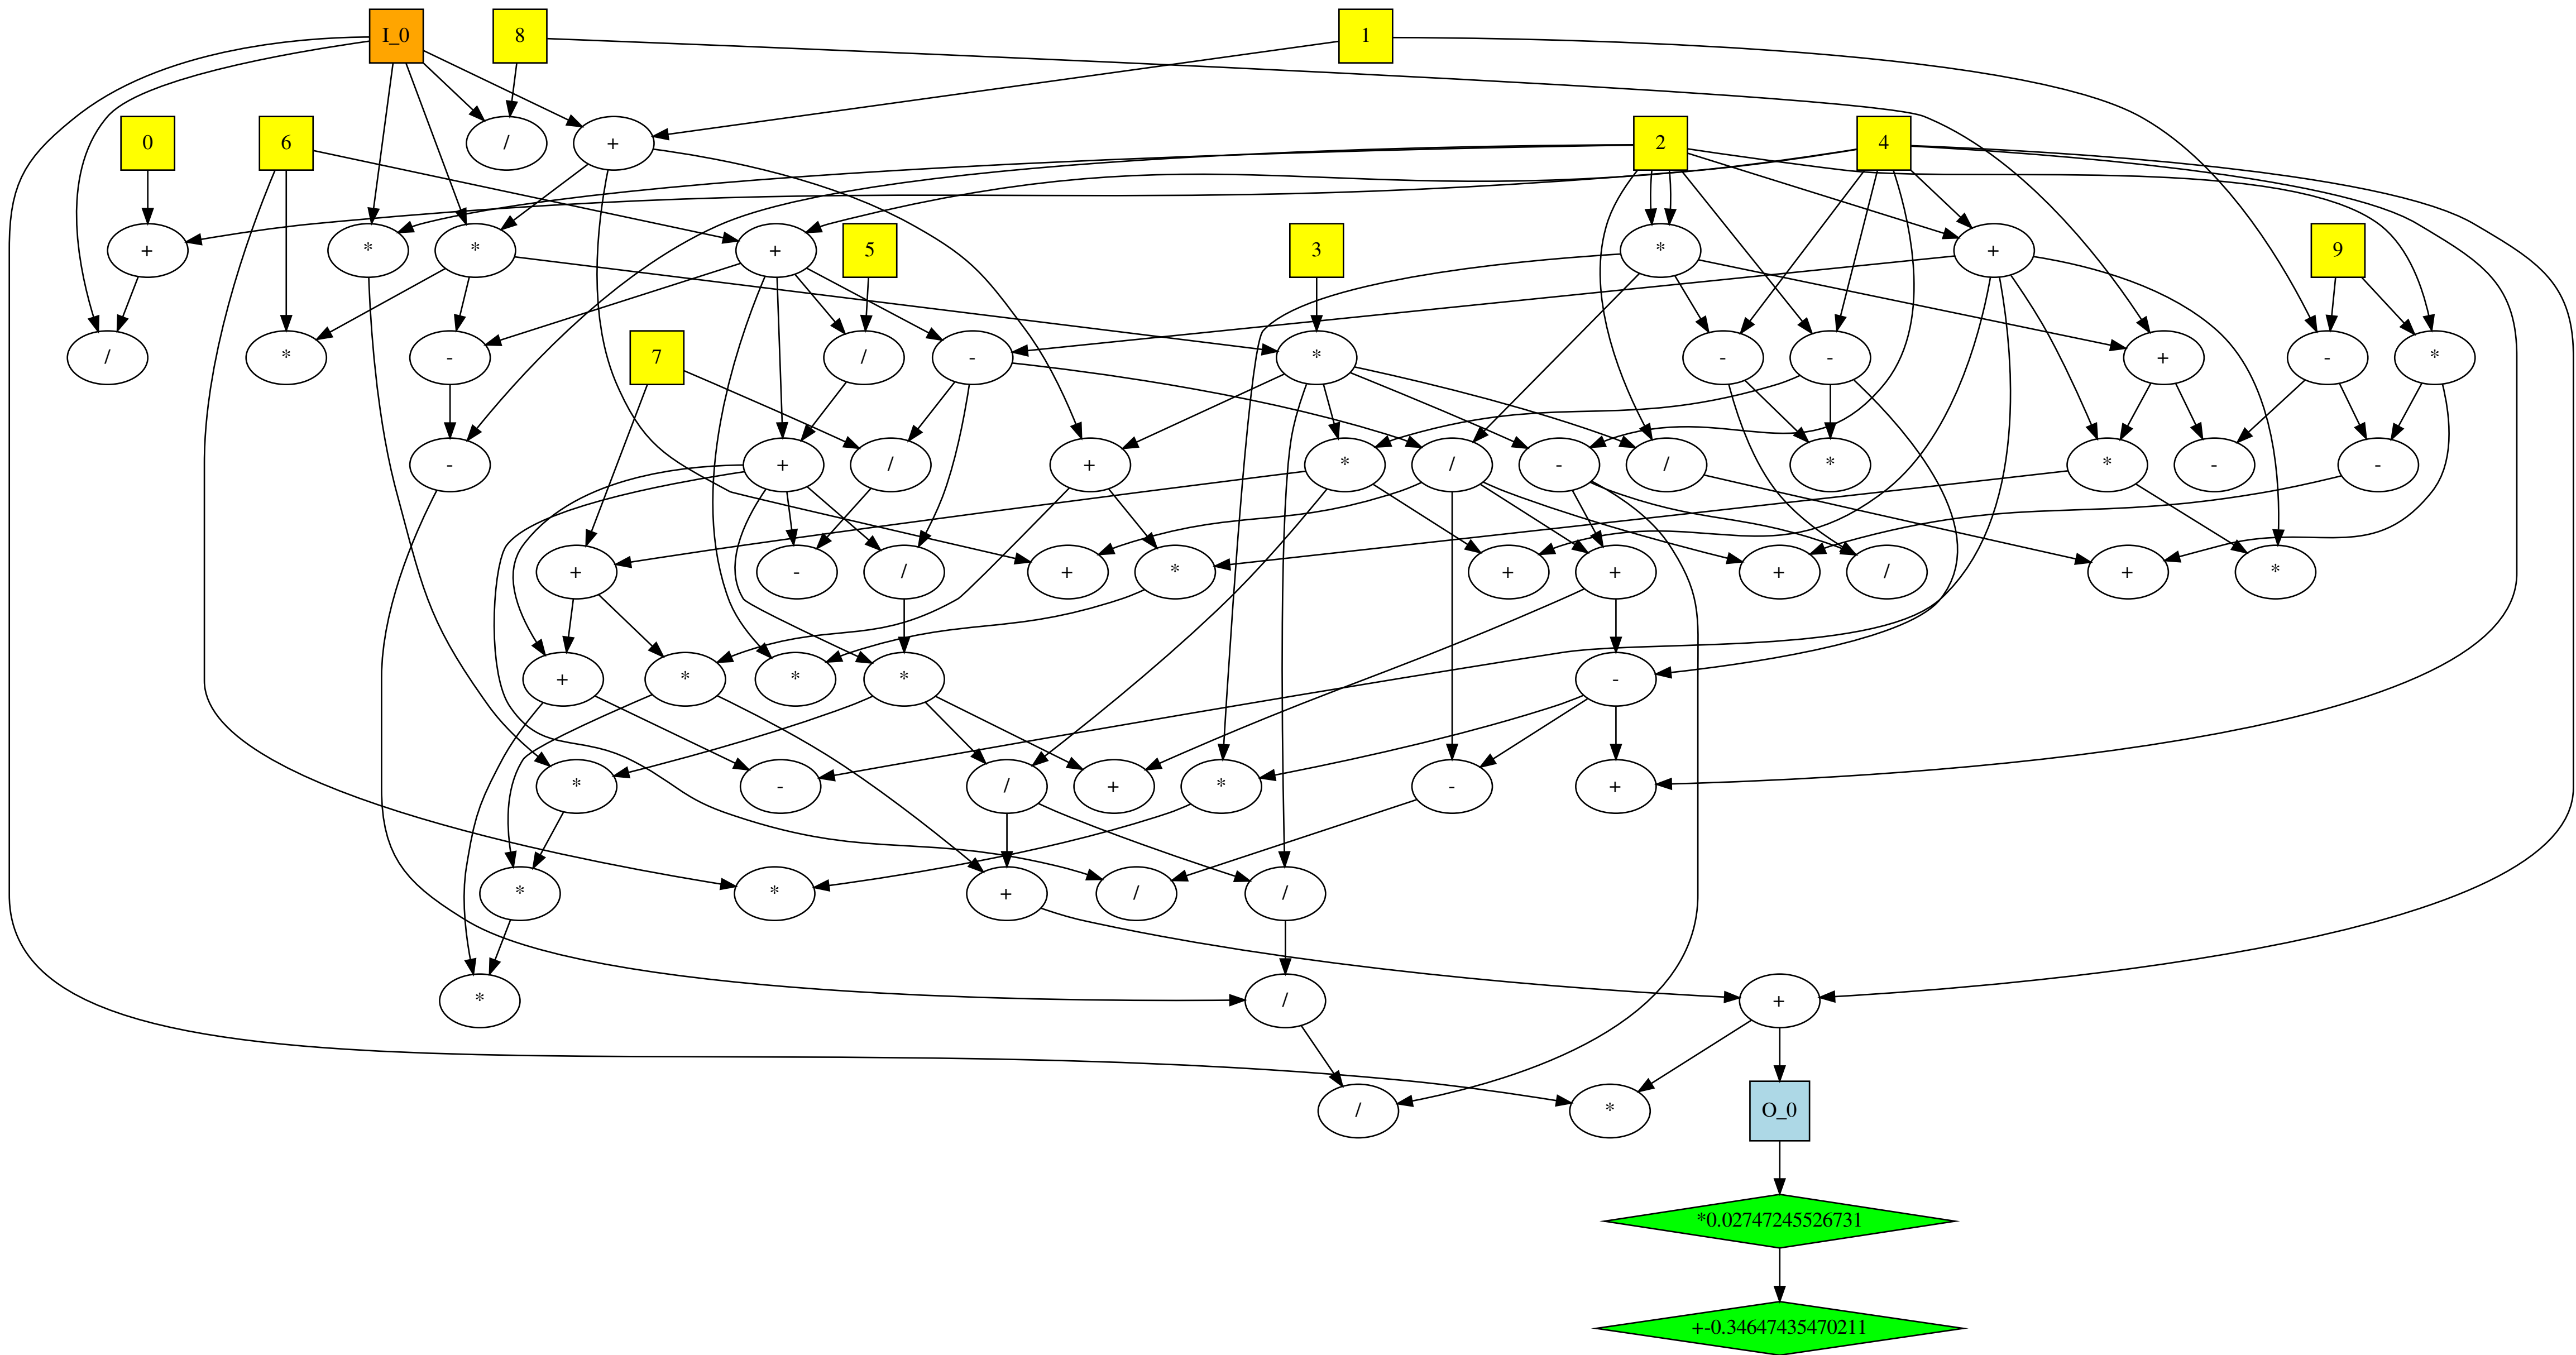 I_0 8 1
0 6 / + 2 4
+ * * + 5 3 * + 9
/ * - 7 / - * - - + - *
- + / + * / - / * * - -
+ - / + * + + + / + *
+ * * * -
* - / + * - +
* * + / /
* / +
/ * O_0
*0.02747245526731
+-0.34647435470211